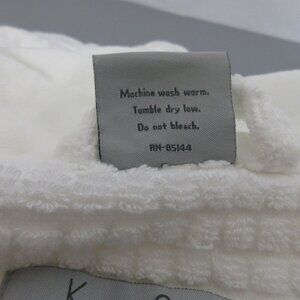 Machine wash warm.
Tumble dry low.
Do not bleach.
RN-85144
K